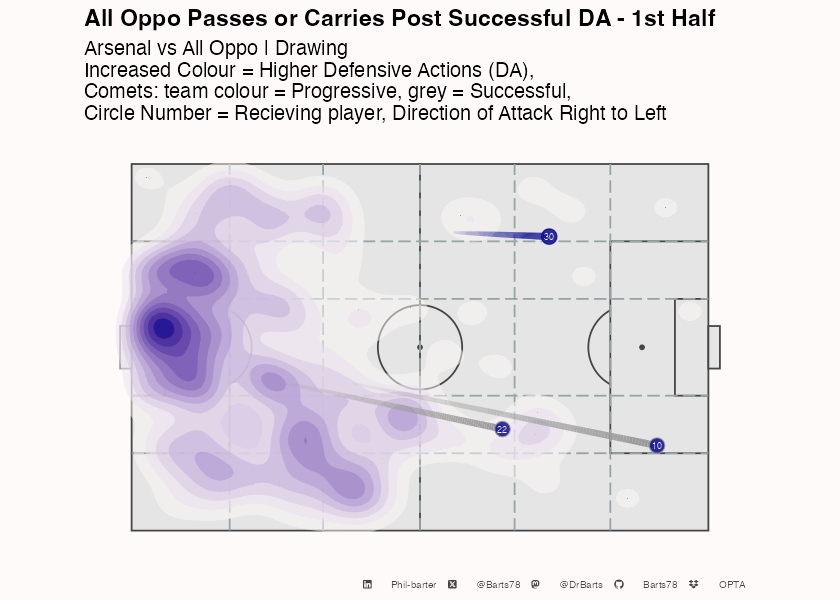 All Oppo Passes or Carries Post Successful DA - 1st Half
Arsenal vs All Oppo | Drawing
Increased Colour = Higher Defensive Actions (DA),
Comets: team colour = Progressive, grey = Successful,
Circle Number = Recieving player, Direction of Attack Right to Left
30
22
10
Phil-barter @Barts78 @DrBarts Barts78 OPTA